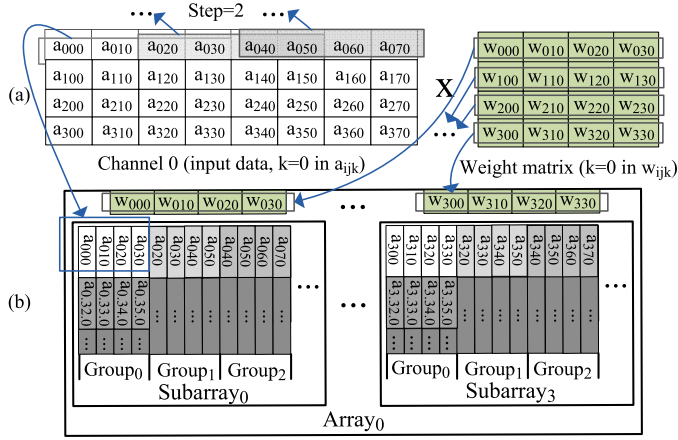 ... Step=2 ...
a000 a010 a020 a030 a040 a050 a060 a070
a100 a110 a120 a130 a140 a150 a160 a170
a200 a210 a220 a230 a240 a250 a260 a270
a300 a310 a320 a330 a340 a350 a360 a370
(a)
X
...
w000 w010 w020 w030
w100 w110 w120 w130
w200 w210 w220 w230
w300 w310 w320 w330
Channel 0 (input data, k=0 in aijk)
Weight matrix (k=0 in wijk)
w000 w010 w020 w030 ... w300 w310 w320 w330
(b)
a000 a010 a020 a030 a020 a030 a040 a050 a040 a050 a060 a070 ...
a0.32.0 a0.33.0 a0.34.0 a0.35.0 ... ... ... ... ... ... ... ...
... ... ... ...
Group0 Group1 Group2
Subarray0
...
a300 a310 a320 a330 a320 a330 a340 a350 a340 a350 a360 a370 ...
a3.32.0 a3.33.0 a3.34.0 a3.35.0 ... ... ... ... ... ... ... ...
... ... ... ...
Group0 Group1 Group2
Subarray3
Array0